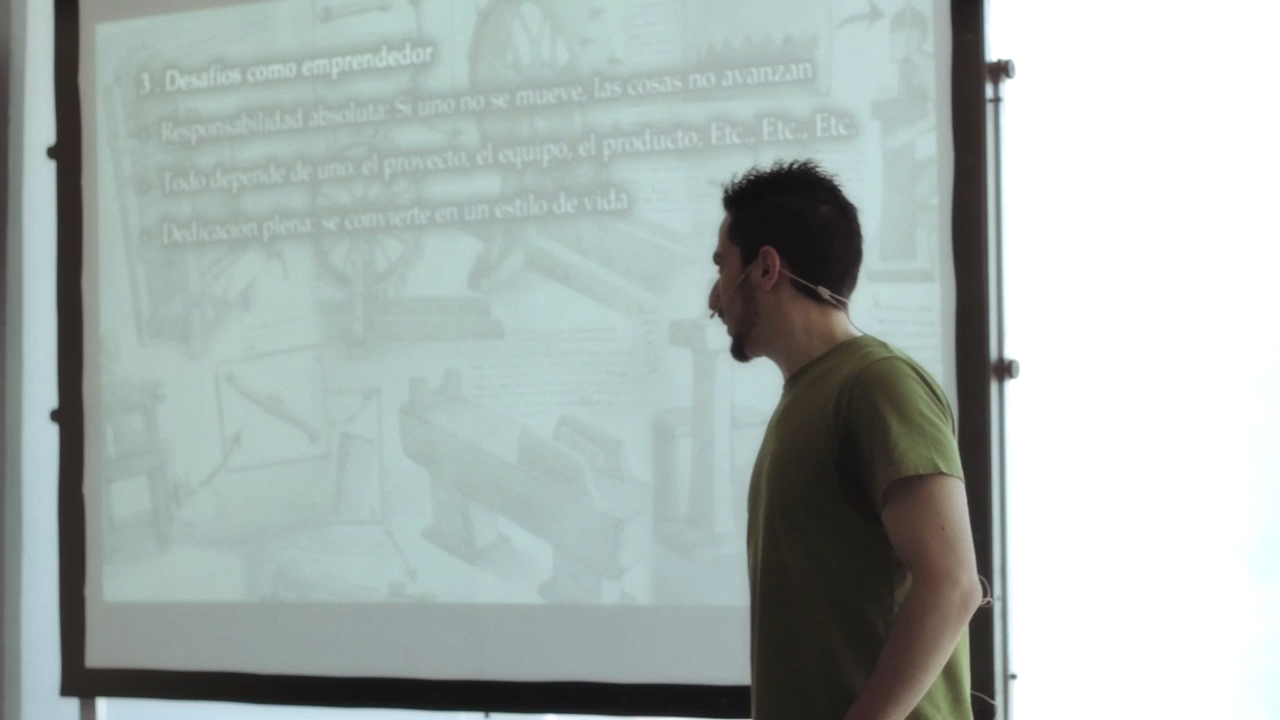 3. Desafíos como emprendedor
- Responsabilidad absoluta: Si uno no se mueve, las cosas no avanzan
- Todo depende de uno: el proyecto, el equipo, el producto, Etc., Etc., Etc.
- Dedicacion plena: se convierte en un estilo de vida